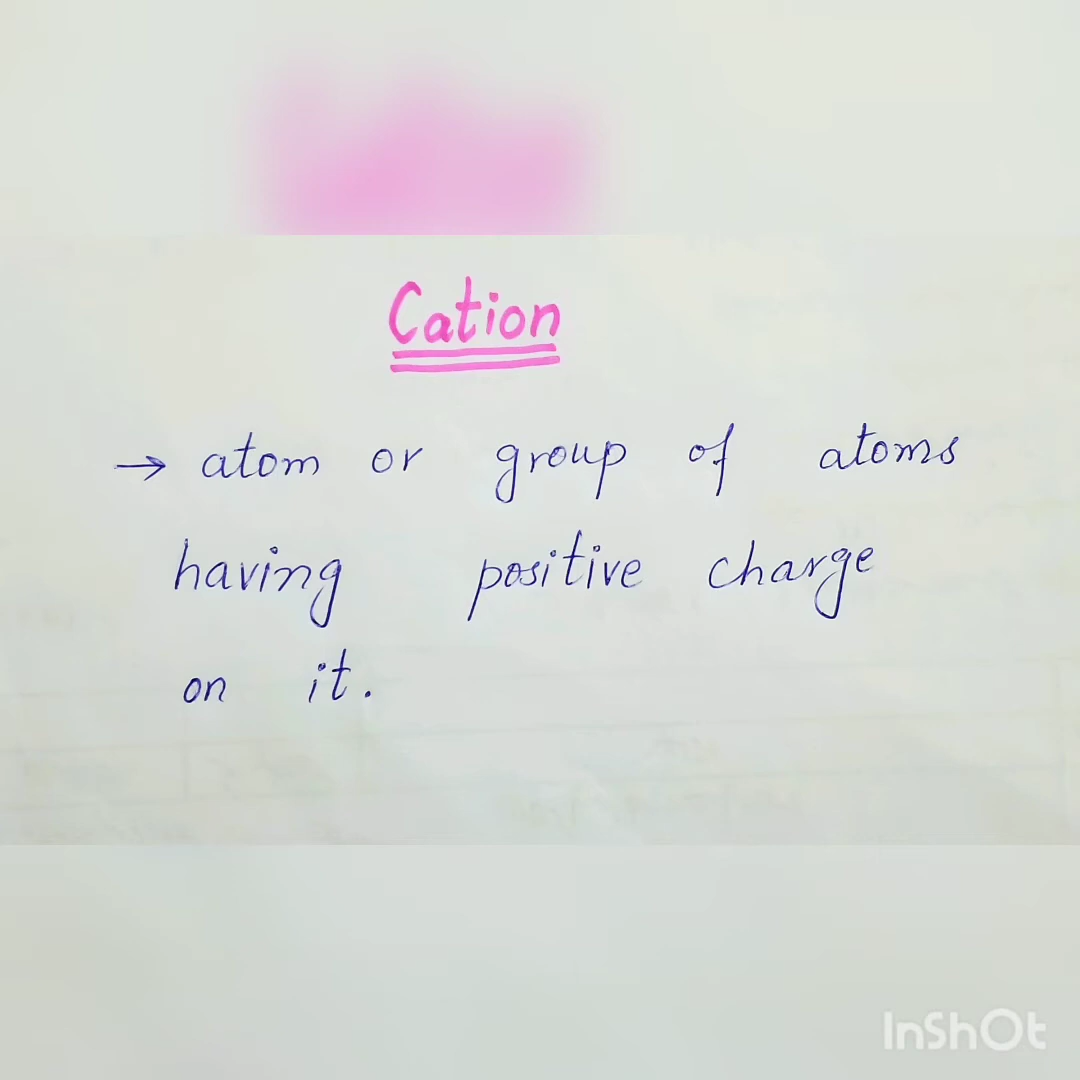 Cation
→ atom or group of atoms
having positive charge
on it.
InShOt